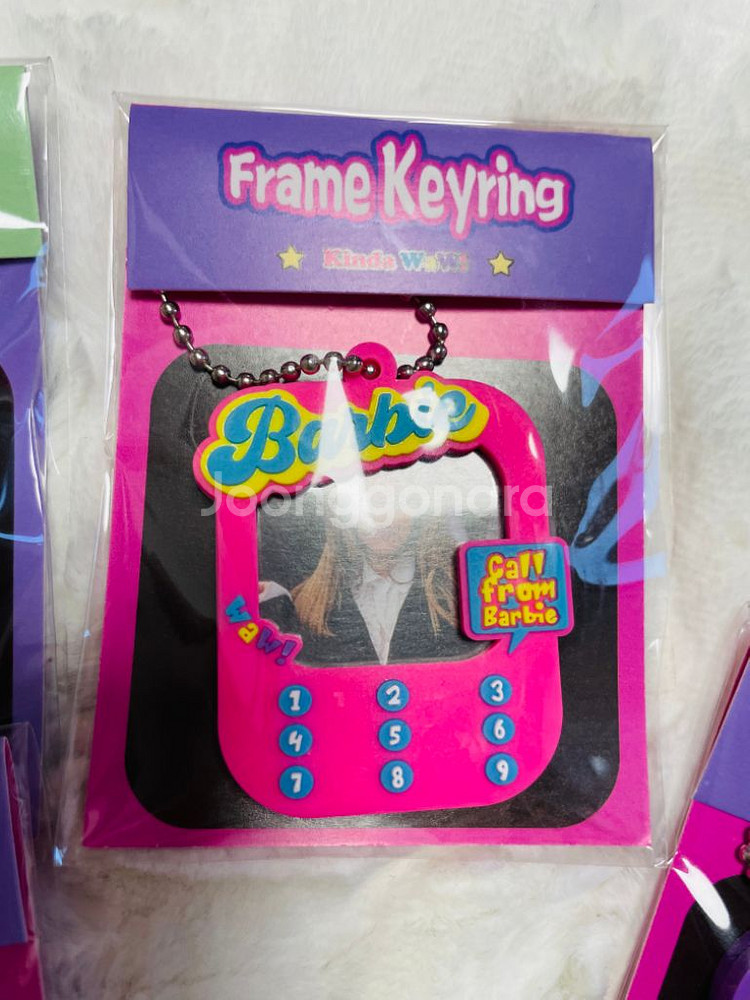 Frame Keyring
Kinda WaW!
Barbie
Joonggonara
Call
from
Barbie
WaW!
1 2 3
4 5 6
7 8 9